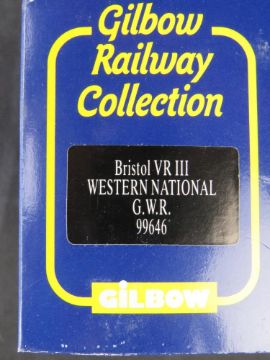 Gilbow
Railway
Collection
Bristol VR III
WESTERN NATIONAL
G.W.R.
99646
GiLBOW